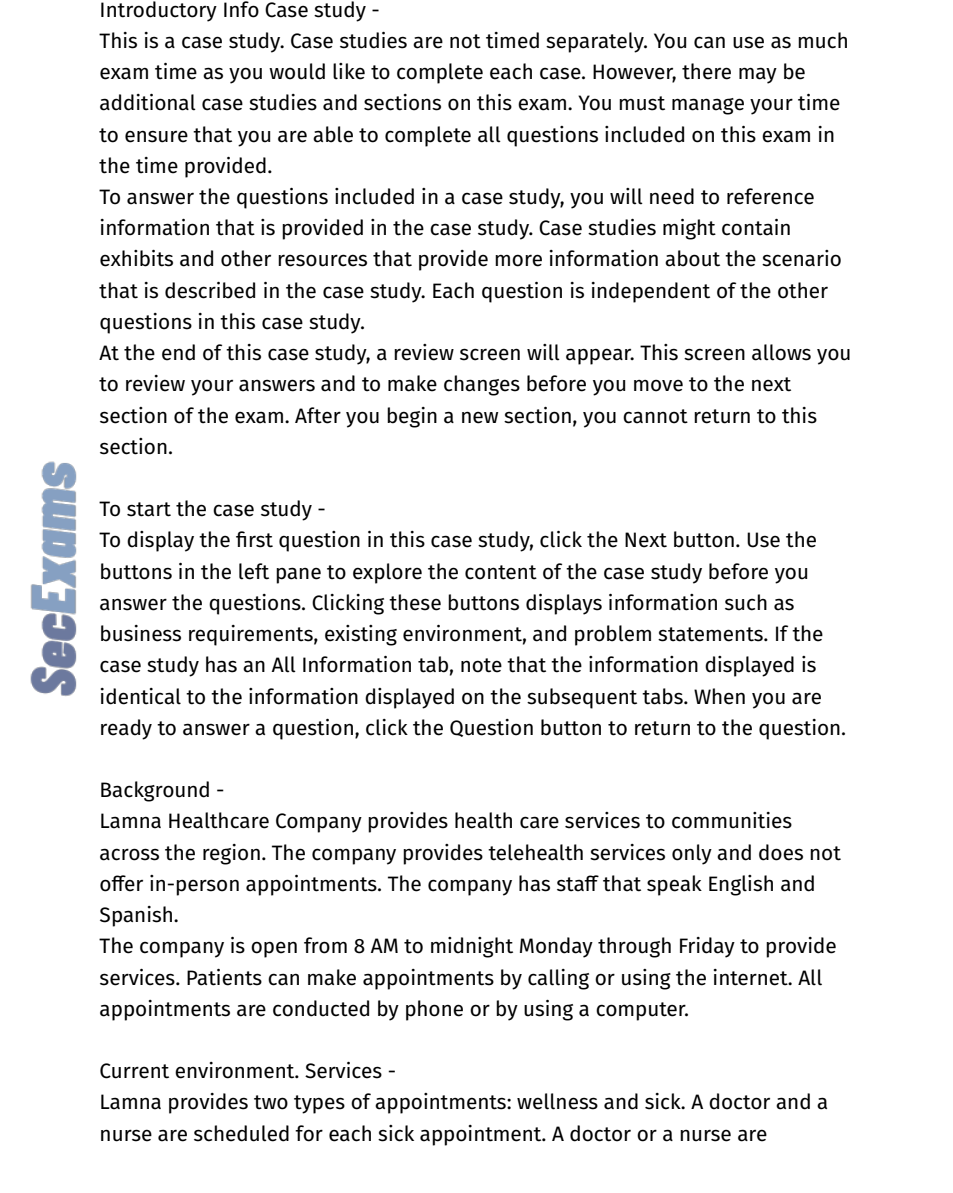 Introductory Info Case study -
This is a case study. Case studies are not timed separately. You can use as much
exam time as you would like to complete each case. However, there may be
additional case studies and sections on this exam. You must manage your time
to ensure that you are able to complete all questions included on this exam in
the time provided.
To answer the questions included in a case study, you will need to reference
information that is provided in the case study. Case studies might contain
exhibits and other resources that provide more information about the scenario
that is described in the case study. Each question is independent of the other
questions in this case study.
At the end of this case study, a review screen will appear. This screen allows you
to review your answers and to make changes before you move to the next
section of the exam. After you begin a new section, you cannot return to this
section.
To start the case study -
To display the first question in this case study, click the Next button. Use the
buttons in the left pane to explore the content of the case study before you
answer the questions. Clicking these buttons displays information such as
business requirements, existing environment, and problem statements. If the
case study has an All Information tab, note that the information displayed is
identical to the information displayed on the subsequent tabs. When you are
ready to answer a question, click the Question button to return to the question.
Background -
Lamna Healthcare Company provides health care services to communities
across the region. The company provides telehealth services only and does not
offer in-person appointments. The company has staff that speak English and
Spanish.
The company is open from 8 AM to midnight Monday through Friday to provide
services. Patients can make appointments by calling or using the internet. All
appointments are conducted by phone or by using a computer.
Current environment. Services -
Lamna provides two types of appointments: wellness and sick. A doctor and a
nurse are scheduled for each sick appointment. A doctor or a nurse are
SecExams